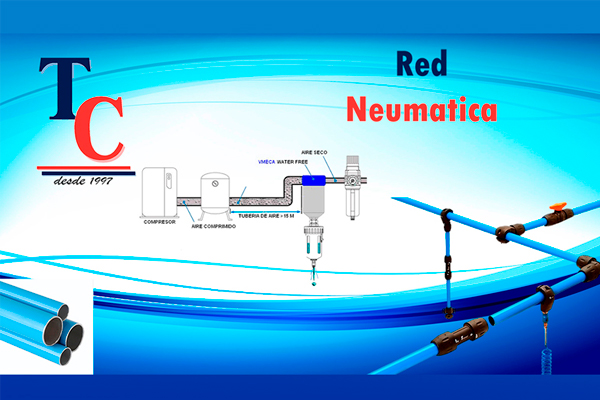 TC
desde 1997
Red
Neumatica
AIRE SECO
VMECA WATER FREE
COMPRESOR
AIRE COMPRIMIDO
TUBERIA DE AIRE >15 M